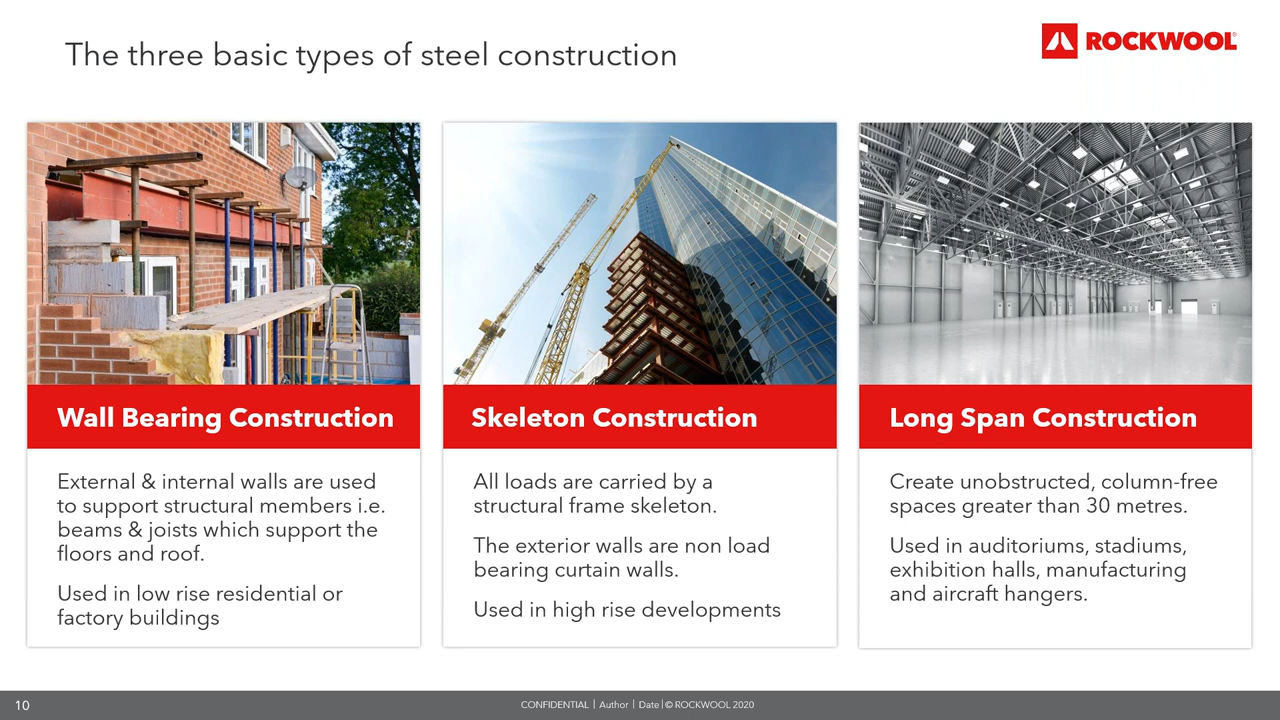 The three basic types of steel construction
ROCKWOOL
Wall Bearing Construction
External & internal walls are used
to support structural members i.e.
beams & joists which support the
floors and roof.
Used in low rise residential or
factory buildings
Skeleton Construction
All loads are carried by a
structural frame skeleton.
The exterior walls are non load
bearing curtain walls.
Used in high rise developments
Long Span Construction
Create unobstructed, column-free
spaces greater than 30 metres.
Used in auditoriums, stadiums,
exhibition halls, manufacturing
and aircraft hangers.
10
CONFIDENTIAL | Author | Date | © ROCKWOOL 2020